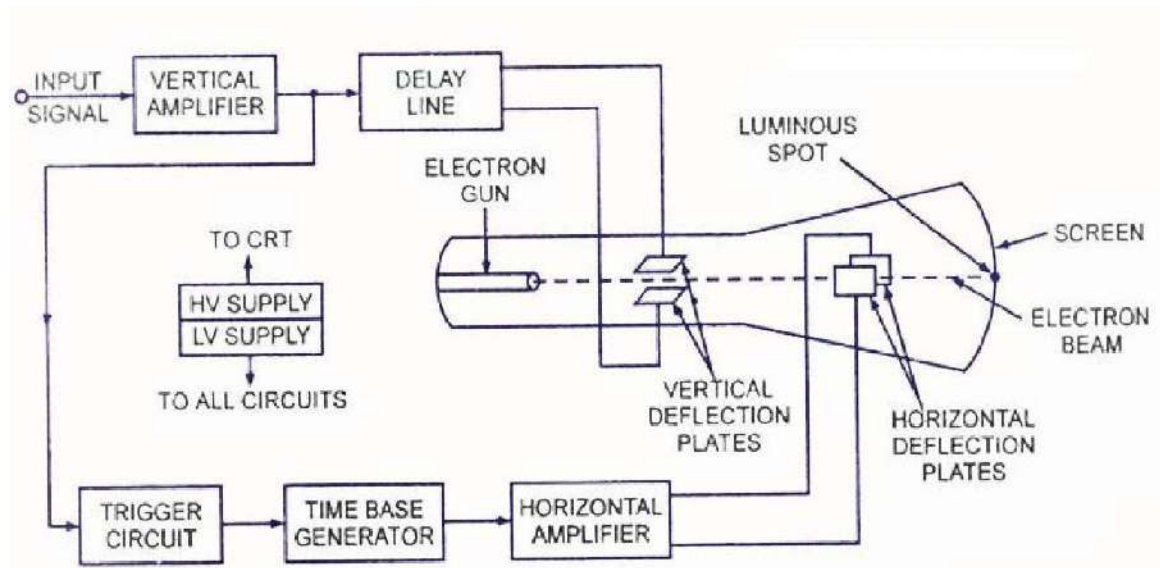 INPUT
SIGNAL
VERTICAL
AMPLIFIER
DELAY
LINE
LUMINOUS
SPOT
ELECTRON
GUN
TO CRT
HV SUPPLY
LV SUPPLY
TO ALL CIRCUITS
SCREEN
ELECTRON
BEAM
VERTICAL
DEFLECTION
PLATES
HORIZONTAL
DEFLECTION
PLATES
TRIGGER
CIRCUIT
TIME BASE
GENERATOR
HORIZONTAL
AMPLIFIER